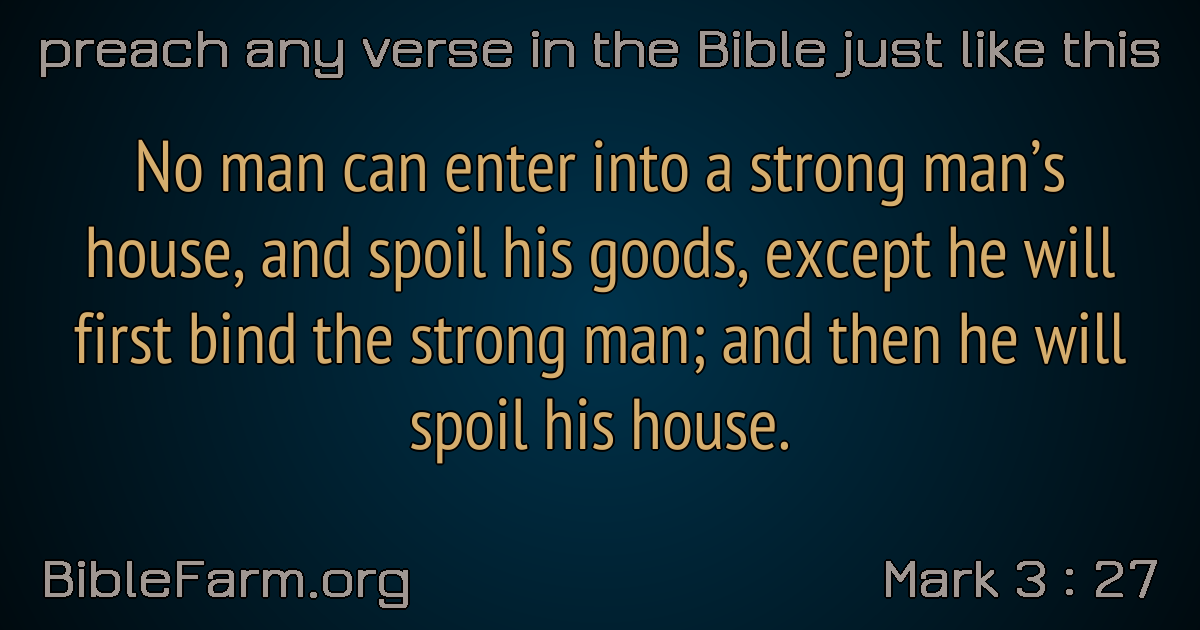 preach any verse in the Bible just like this
No man can enter into a strong man’s
house, and spoil his goods, except he will
first bind the strong man; and then he will
spoil his house.
BibleFarm.org
Mark 3 : 27